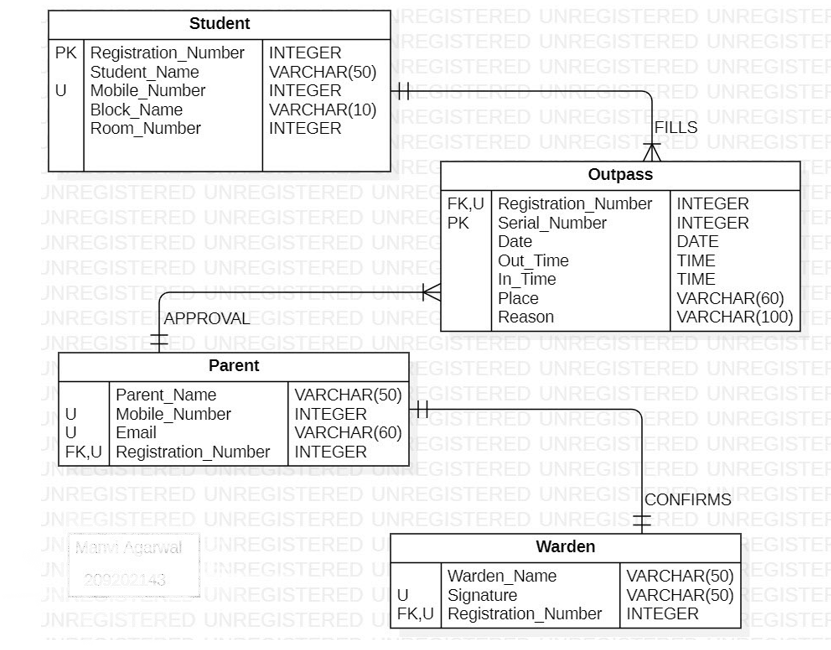 Student
PK Registration_Number INTEGER
Student_Name VARCHAR(50)
U Mobile_Number INTEGER
Block_Name VARCHAR(10)
Room_Number INTEGER
FILLS
Outpass
FK,U Registration_Number INTEGER
PK Serial_Number INTEGER
Date DATE
Out_Time TIME
In_Time TIME
Place VARCHAR(60)
Reason VARCHAR(100)
APPROVAL
Parent
Parent_Name VARCHAR(50)
U Mobile_Number INTEGER
U Email VARCHAR(60)
FK,U Registration_Number INTEGER
CONFIRMS
Warden
Warden_Name VARCHAR(50)
U Signature VARCHAR(50)
FK,U Registration_Number INTEGER
Manvi Agarwal
209202143
UNREGISTERED